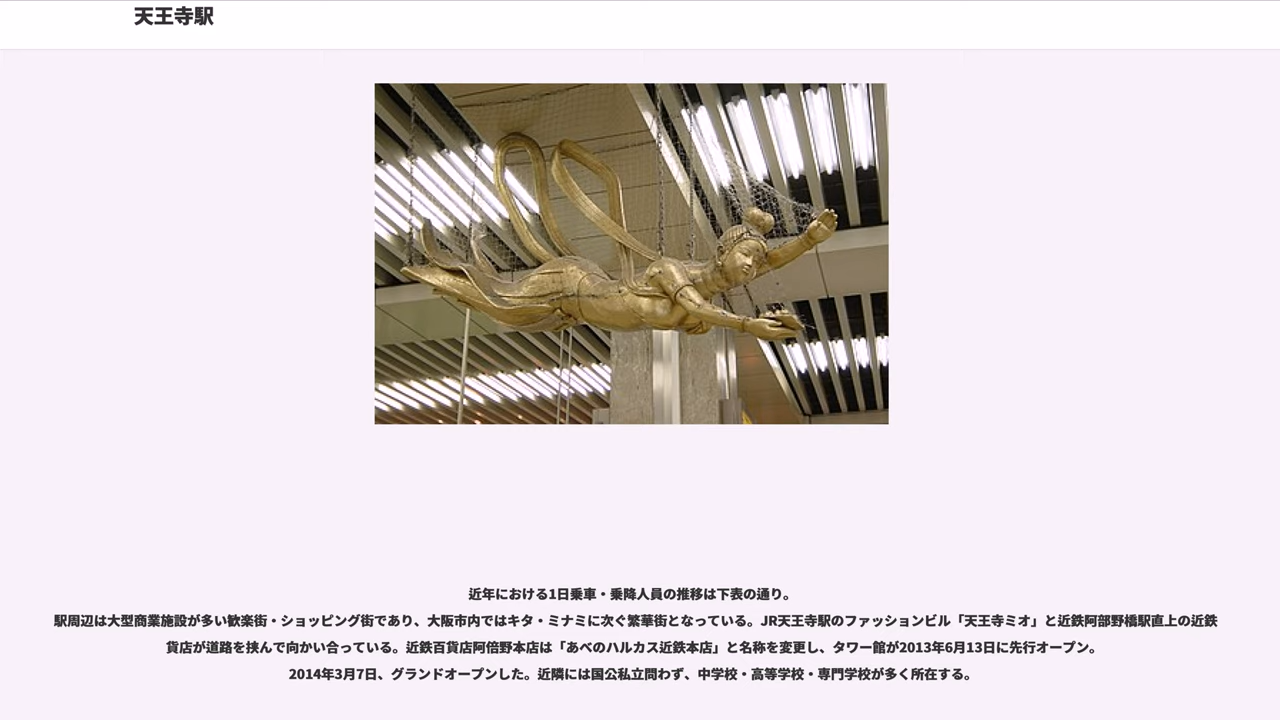 天王寺駅
近年における1日乗車・乗降人員の推移は下表の通り。
駅周辺は大型商業施設が多い歓楽街・ショッピング街であり、大阪市内ではキタ・ミナミに次ぐ繁華街となっている。JR天王寺駅のファッションビル「天王寺ミオ」と近鉄阿部野橋駅直上の近鉄
貨店が道路を挟んで向かい合っている。近鉄百貨店阿倍野本店は「あべのハルカス近鉄本店」と名称を変更し、タワー館が2013年6月13日に先行オープン。
2014年3月7日、グランドオープンした。近隣には国公私立問わず、中学校・高等学校・専門学校が多く所在する。